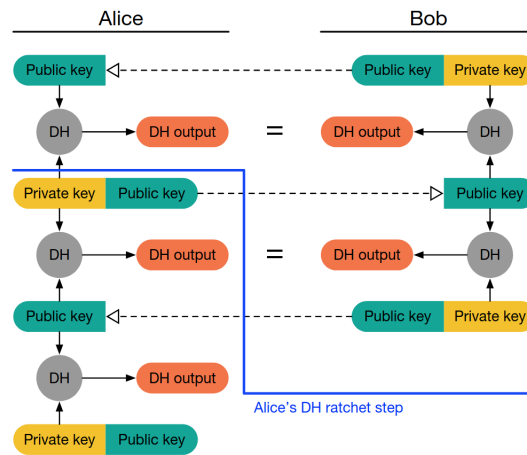 Alice Bob
Public key Public key Private key
DH DH output = DH output DH
Private key Public key Public key
DH DH output = DH output DH
Public key Public key Private key
DH DH output
Alice's DH ratchet step
Private key Public key